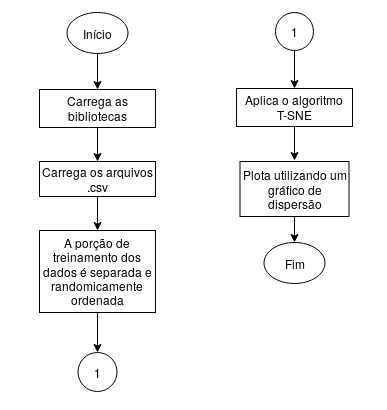 Início
Carrega as
bibliotecas
Carrega os arquivos
.csv
A porção de
treinamento dos
dados é separada e
randomicamente
ordenada
1
1
Aplica o algoritmo
T-SNE
Plota utilizando um
gráfico de
dispersão
Fim